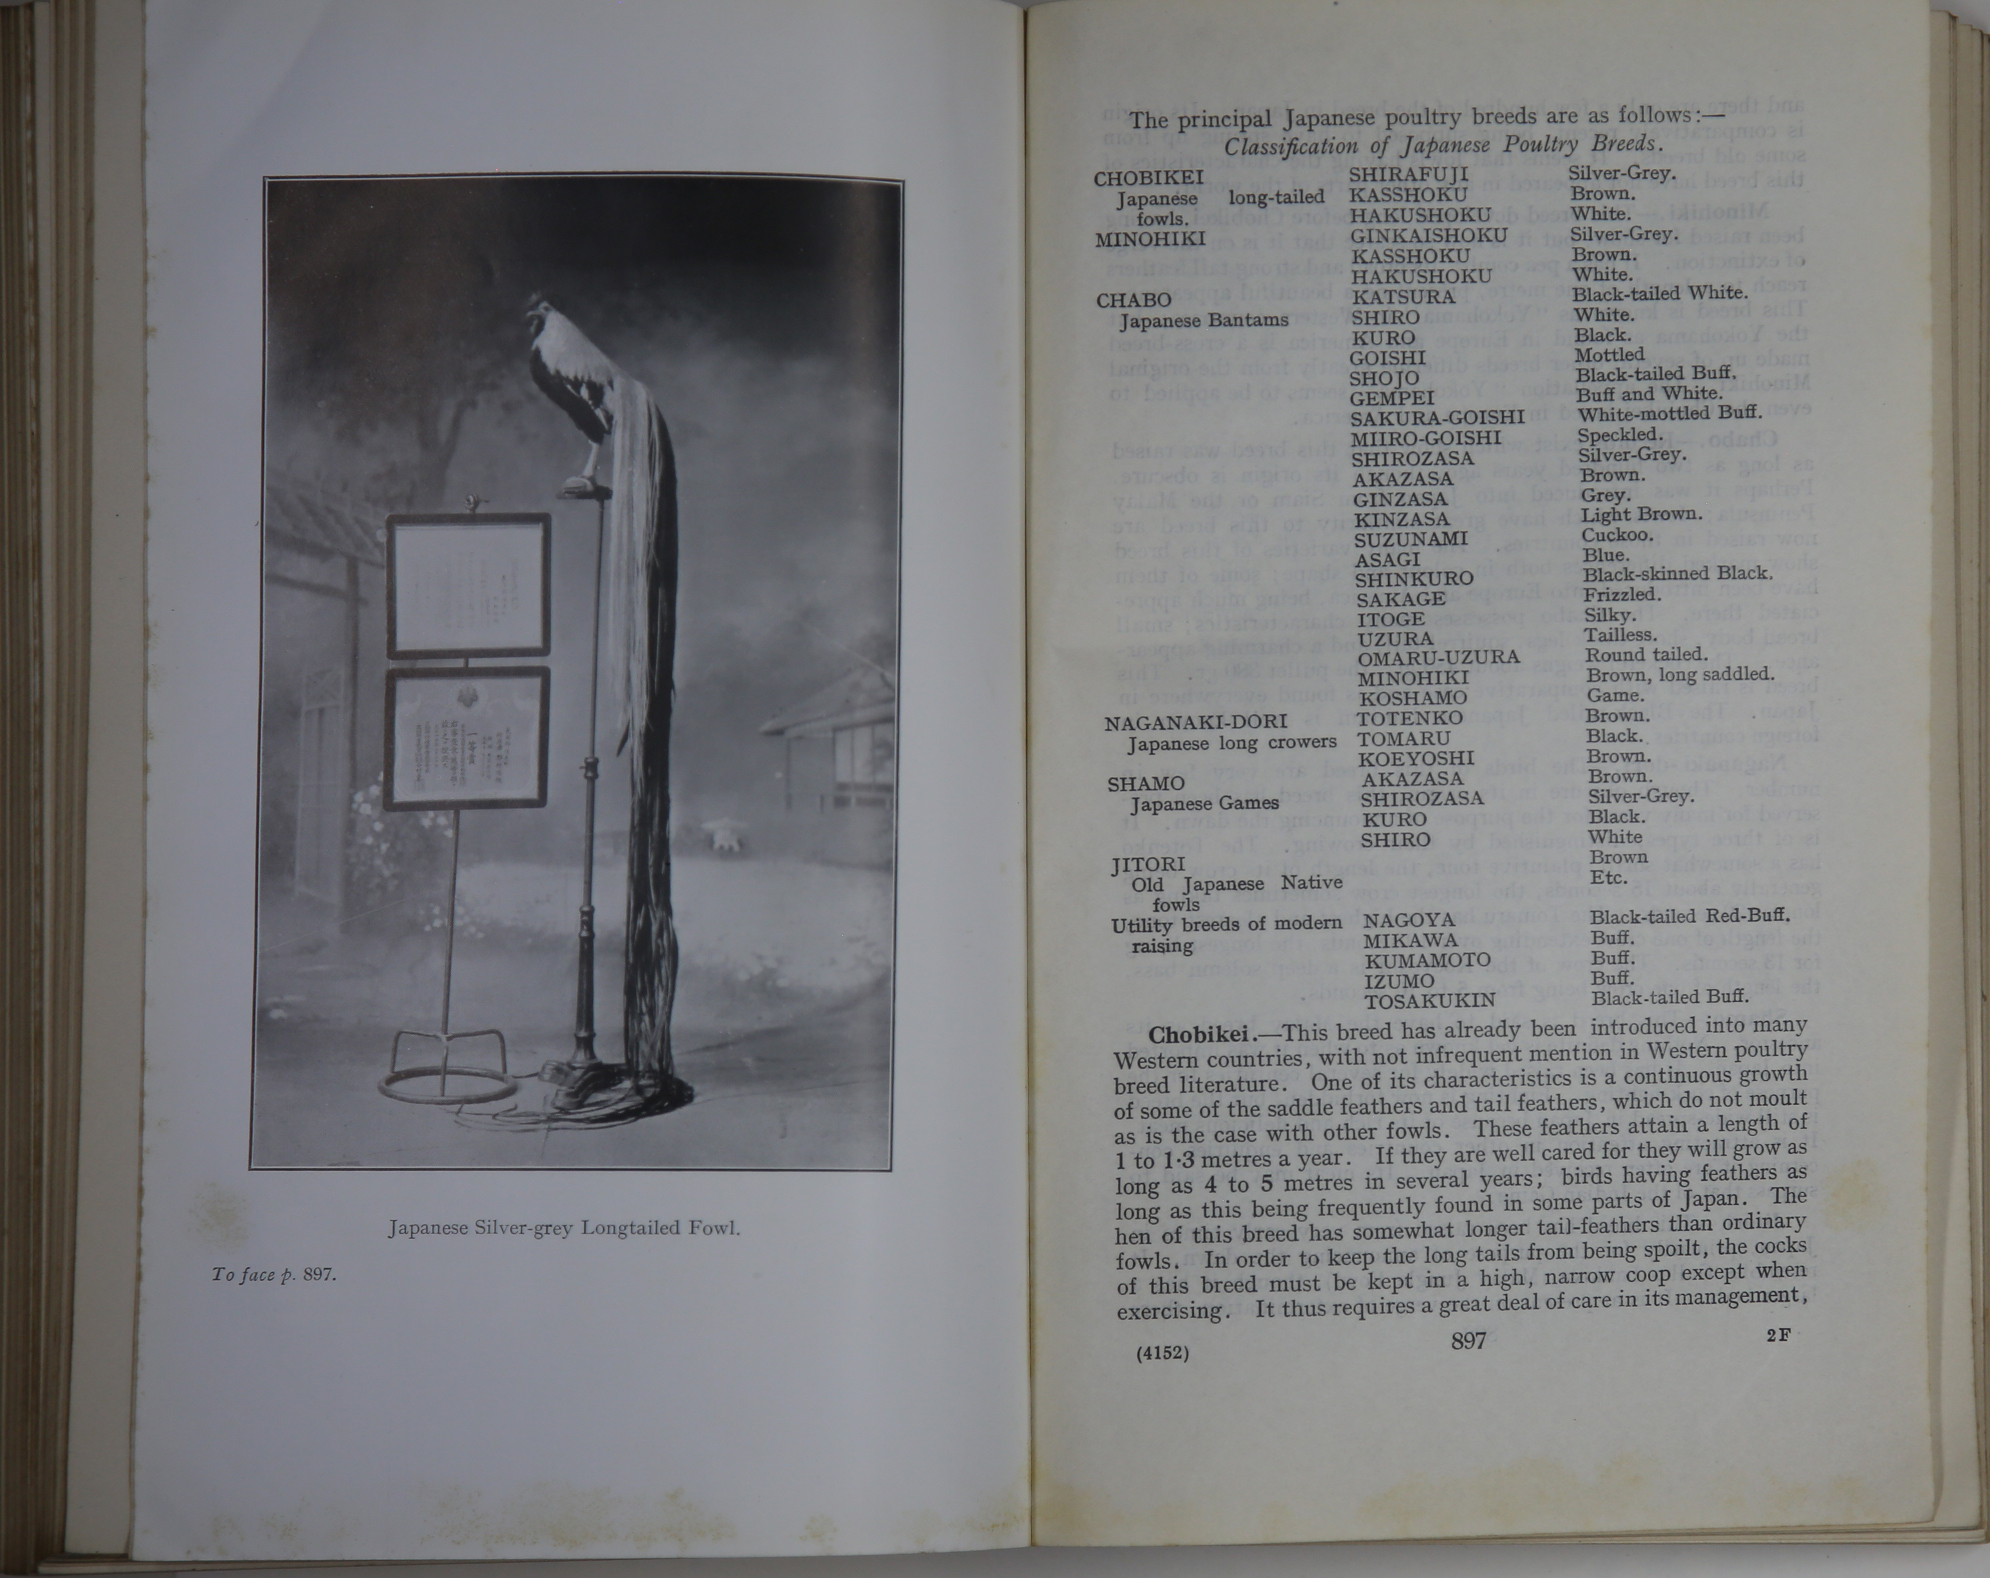 Japanese Silver-grey Longtailed Fowl.
To face p. 897.
The principal Japanese poultry breeds are as follows:—
Classification of Japanese Poultry Breeds.
CHOBIKEI SHIRAFUJI Silver-Grey.
Japanese long-tailed KASSHOKU Brown.
fowls. HAKUSHOKU White.
MINOHIKI GINKAISHOKU Silver-Grey.
KASSHOKU Brown.
HAKUSHOKU White.
CHABO KATSURA Black-tailed White.
Japanese Bantams SHIRO White.
KURO Black.
GOISHI Mottled
SHOJO Black-tailed Buff.
GEMPEI Buff and White.
SAKURA-GOISHI White-mottled Buff.
MIIRO-GOISHI Speckled.
SHIROZASA Silver-Grey.
AKAZASA Brown.
GINZASA Grey.
KINZASA Light Brown.
SUZUNAMI Cuckoo.
ASAGI Blue.
SHINKURO Black-skinned Black.
SAKAGE Frizzled.
ITOGE Silky.
UZURA Tailless.
OMARU-UZURA Round tailed.
MINOHIKI Brown, long saddled.
KOSHAMO Game.
NAGANAKI-DORI TOTENKO Brown.
Japanese long crowers TOMARU Black.
KOEYOSHI Brown.
SHAMO AKAZASA Brown.
Japanese Games SHIROZASA Silver-Grey.
KURO Black.
SHIRO White
JITORI Brown
Old Japanese Native Etc.
fowls
Utility breeds of modern NAGOYA Black-tailed Red-Buff.
raising MIKAWA Buff.
KUMAMOTO Buff.
IZUMO Buff.
TOSAKUKIN Black-tailed Buff.
Chobikei.—This breed has already been introduced into many
Western countries, with not infrequent mention in Western poultry
breed literature. One of its characteristics is a continuous growth
of some of the saddle feathers and tail feathers, which do not moult
as is the case with other fowls. These feathers attain a length of
1 to 1·3 metres a year. If they are well cared for they will grow as
long as 4 to 5 metres in several years; birds having feathers as
long as this being frequently found in some parts of Japan. The
hen of this breed has somewhat longer tail-feathers than ordinary
fowls. In order to keep the long tails from being spoilt, the cocks
of this breed must be kept in a high, narrow coop except when
exercising. It thus requires a great deal of care in its management,
(4152) 897 2F